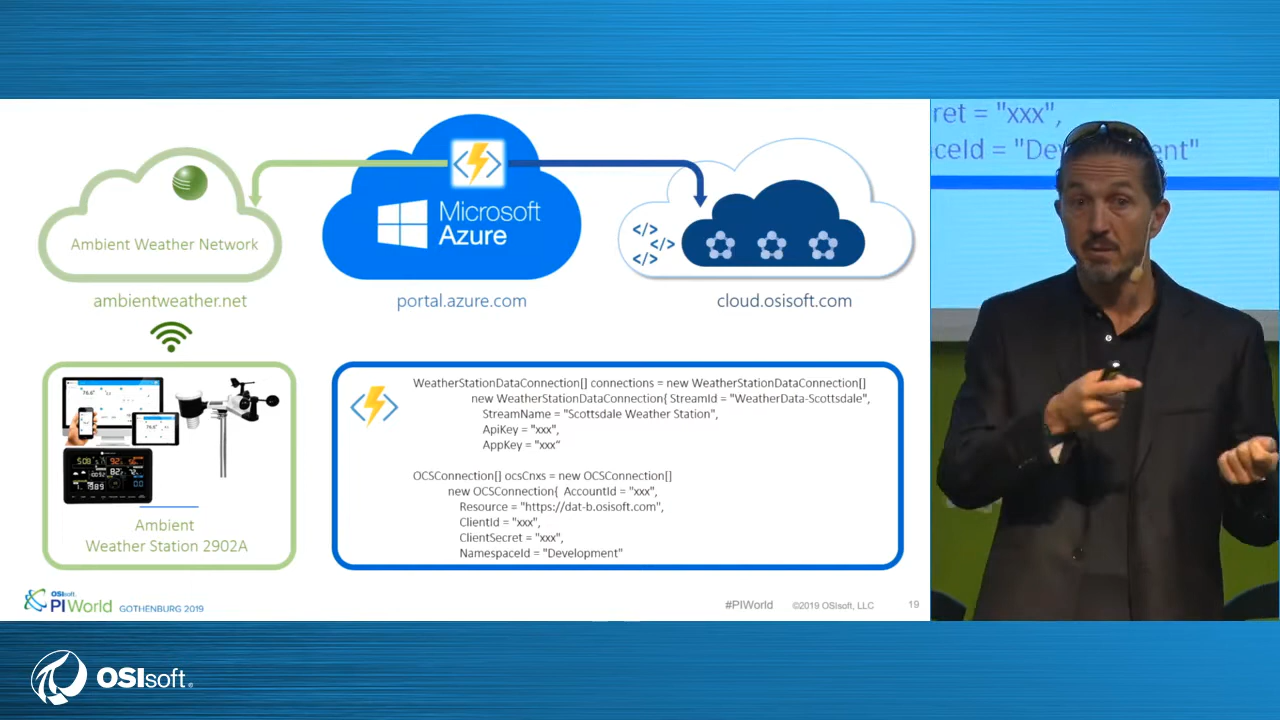 Ambient Weather Network
ambientweather.net
Microsoft
Azure
portal.azure.com
</>
</>
</>
cloud.osisoft.com
Ambient
Weather Station 2902A
WeatherStationDataConnection[] connections = new WeatherStationDataConnection[]
new WeatherStationDataConnection{ StreamId = "WeatherData-Scottsdale",
StreamName = "Scottsdale Weather Station",
ApiKey = "xxx",
AppKey = "xxx"
OCSConnection[] ocsCnxs = new OCSConnection[]
new OCSConnection{ AccountId = "xxx",
Resource = "https://dat-b.osisoft.com",
ClientId = "xxx",
ClientSecret = "xxx",
NamespaceId = "Development"
OSIsoft.
PI World GOTHENBURG 2019
#PIWorld ©2019 OSIsoft, LLC 19
ret = "xxx",
ceId = "Development"
OSIsoft.